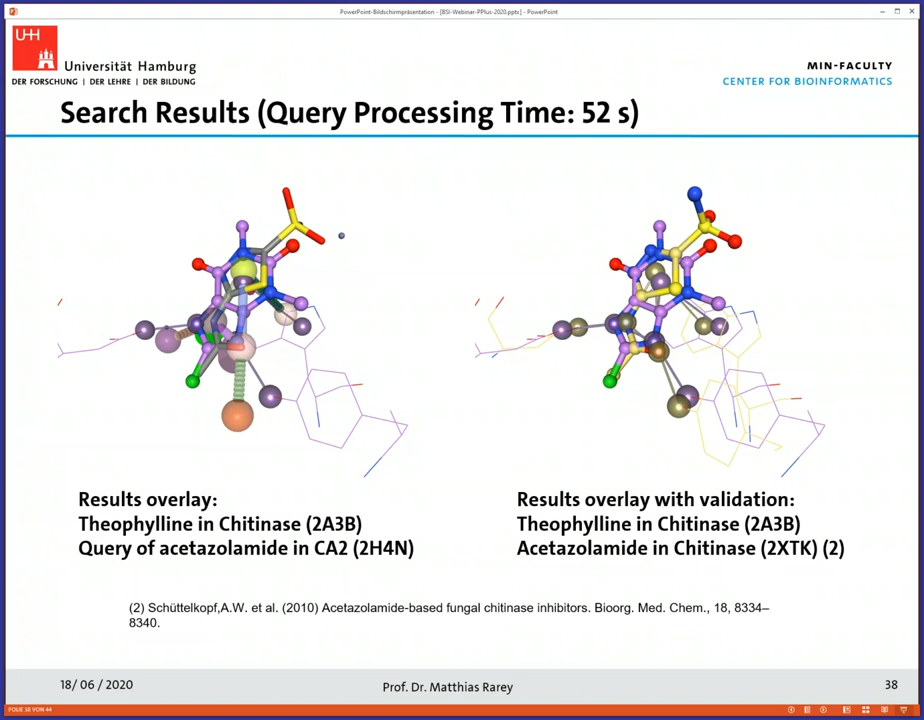 PowerPoint-Bildschirmpräsentation - [BSI-Webinar-PPlus-2020.pptx] - PowerPoint
UHH
Universität Hamburg
DER FORSCHUNG | DER LEHRE | DER BILDUNG
MIN-FACULTY
CENTER FOR BIOINFORMATICS
Search Results (Query Processing Time: 52 s)
Results overlay:
Theophylline in Chitinase (2A3B)
Query of acetazolamide in CA2 (2H4N)
Results overlay with validation:
Theophylline in Chitinase (2A3B)
Acetazolamide in Chitinase (2XTK) (2)
(2) Schüttelkopf,A.W. et al. (2010) Acetazolamide-based fungal chitinase inhibitors. Bioorg. Med. Chem., 18, 8334–
8340.
18/ 06 / 2020
Prof. Dr. Matthias Rarey
38
FOLIE 38 VON 44